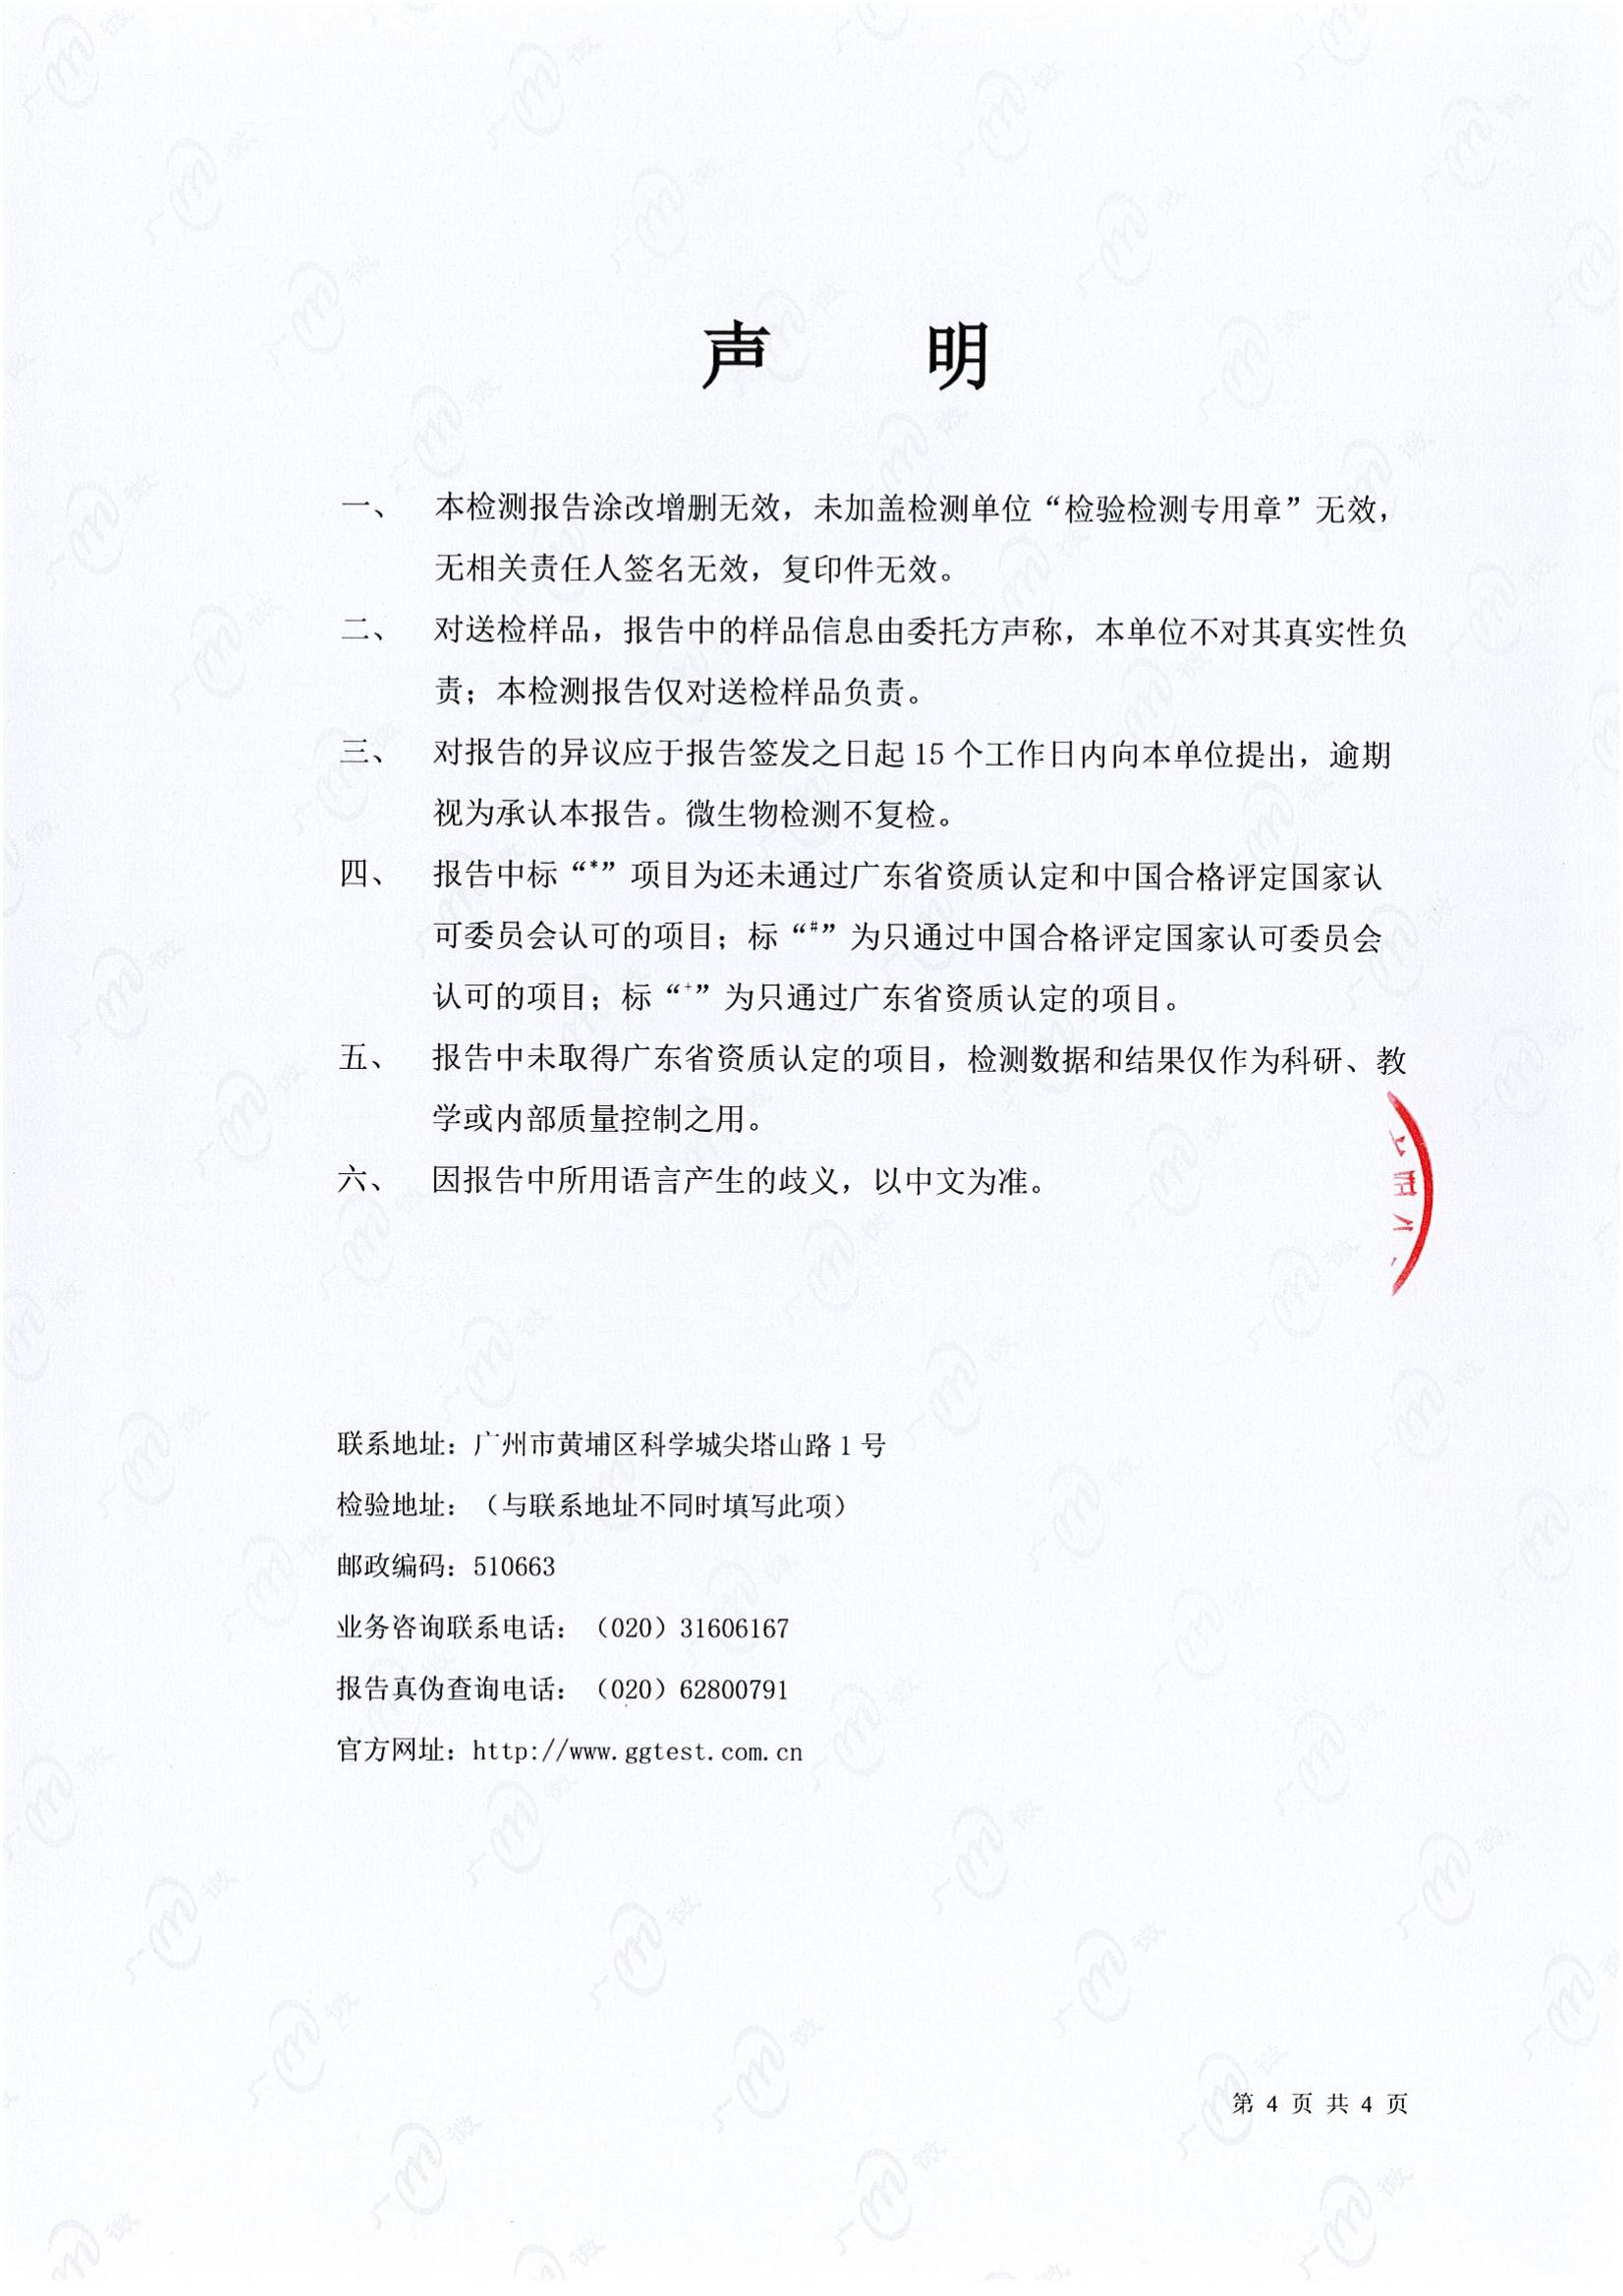 声 明
一、 本检测报告涂改增删无效，未加盖检测单位“检验检测专用章”无效，
无相关责任人签名无效，复印件无效。
二、 对送检样品，报告中的样品信息由委托方声称，本单位不对其真实性负
责；本检测报告仅对送检样品负责。
三、 对报告的异议应于报告签发之日起 15 个工作日内向本单位提出，逾期
视为承认本报告。微生物检测不复检。
四、 报告中标“*”项目为还未通过广东省资质认定和中国合格评定国家认
可委员会认可的项目；标“#”为只通过中国合格评定国家认可委员会
认可的项目；标“+”为只通过广东省资质认定的项目。
五、 报告中未取得广东省资质认定的项目，检测数据和结果仅作为科研、教
学或内部质量控制之用。
六、 因报告中所用语言产生的歧义，以中文为准。
联系地址：广州市黄埔区科学城尖塔山路 1 号
检验地址：（与联系地址不同时填写此项）
邮政编码：510663
业务咨询联系电话：（020）31606167
报告真伪查询电话：（020）62800791
官方网址：http://www.ggtest.com.cn
第 4 页 共 4 页